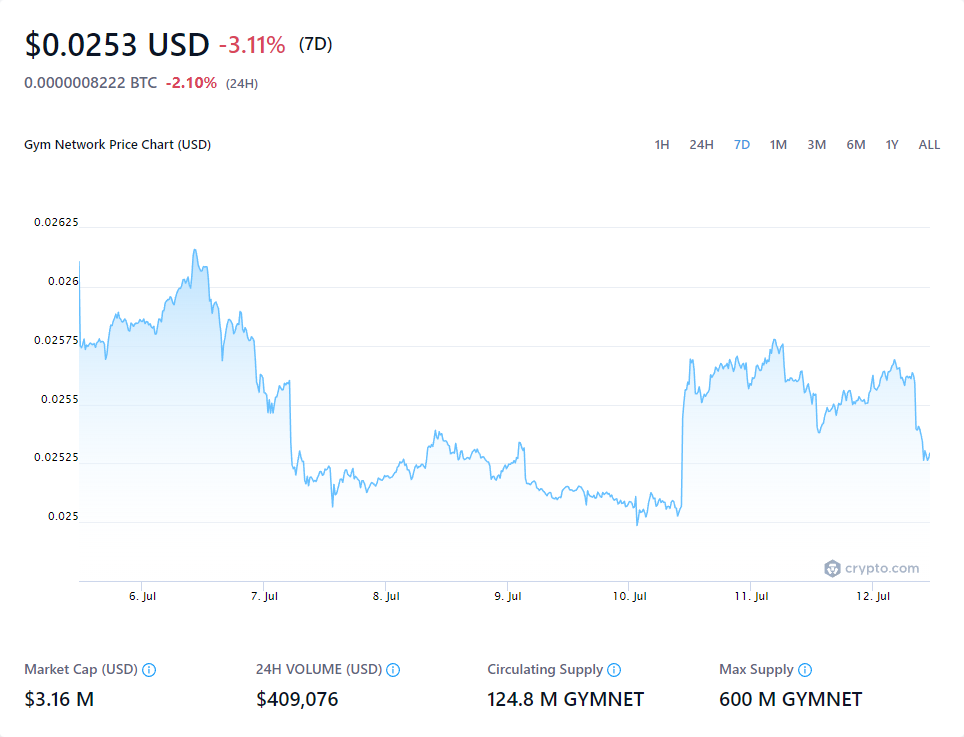 $0.0253 USD -3.11% (7D)
0.0000008222 BTC -2.10% (24H)
Gym Network Price Chart (USD)
1H 24H 7D 1M 3M 6M 1Y ALL
0.02625
0.026
0.02575
0.0255
0.02525
0.025
crypto.com
6. Jul 7. Jul 8. Jul 9. Jul 10. Jul 11. Jul 12. Jul
Market Cap (USD) 24H VOLUME (USD) Circulating Supply Max Supply
$3.16 M $409,076 124.8 M GYMNET 600 M GYMNET